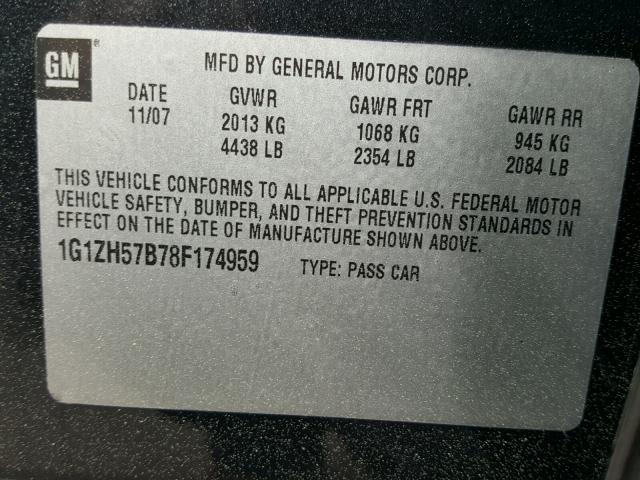 GM ®
MFD BY GENERAL MOTORS CORP.
DATE GVWR GAWR FRT GAWR RR
11/07 2013 KG 1068 KG 945 KG
4438 LB 2354 LB 2084 LB
THIS VEHICLE CONFORMS TO ALL APPLICABLE U.S. FEDERAL MOTOR
VEHICLE SAFETY, BUMPER, AND THEFT PREVENTION STANDARDS IN
EFFECT ON THE DATE OF MANUFACTURE SHOWN ABOVE.
1G1ZH57B78F174959 TYPE: PASS CAR